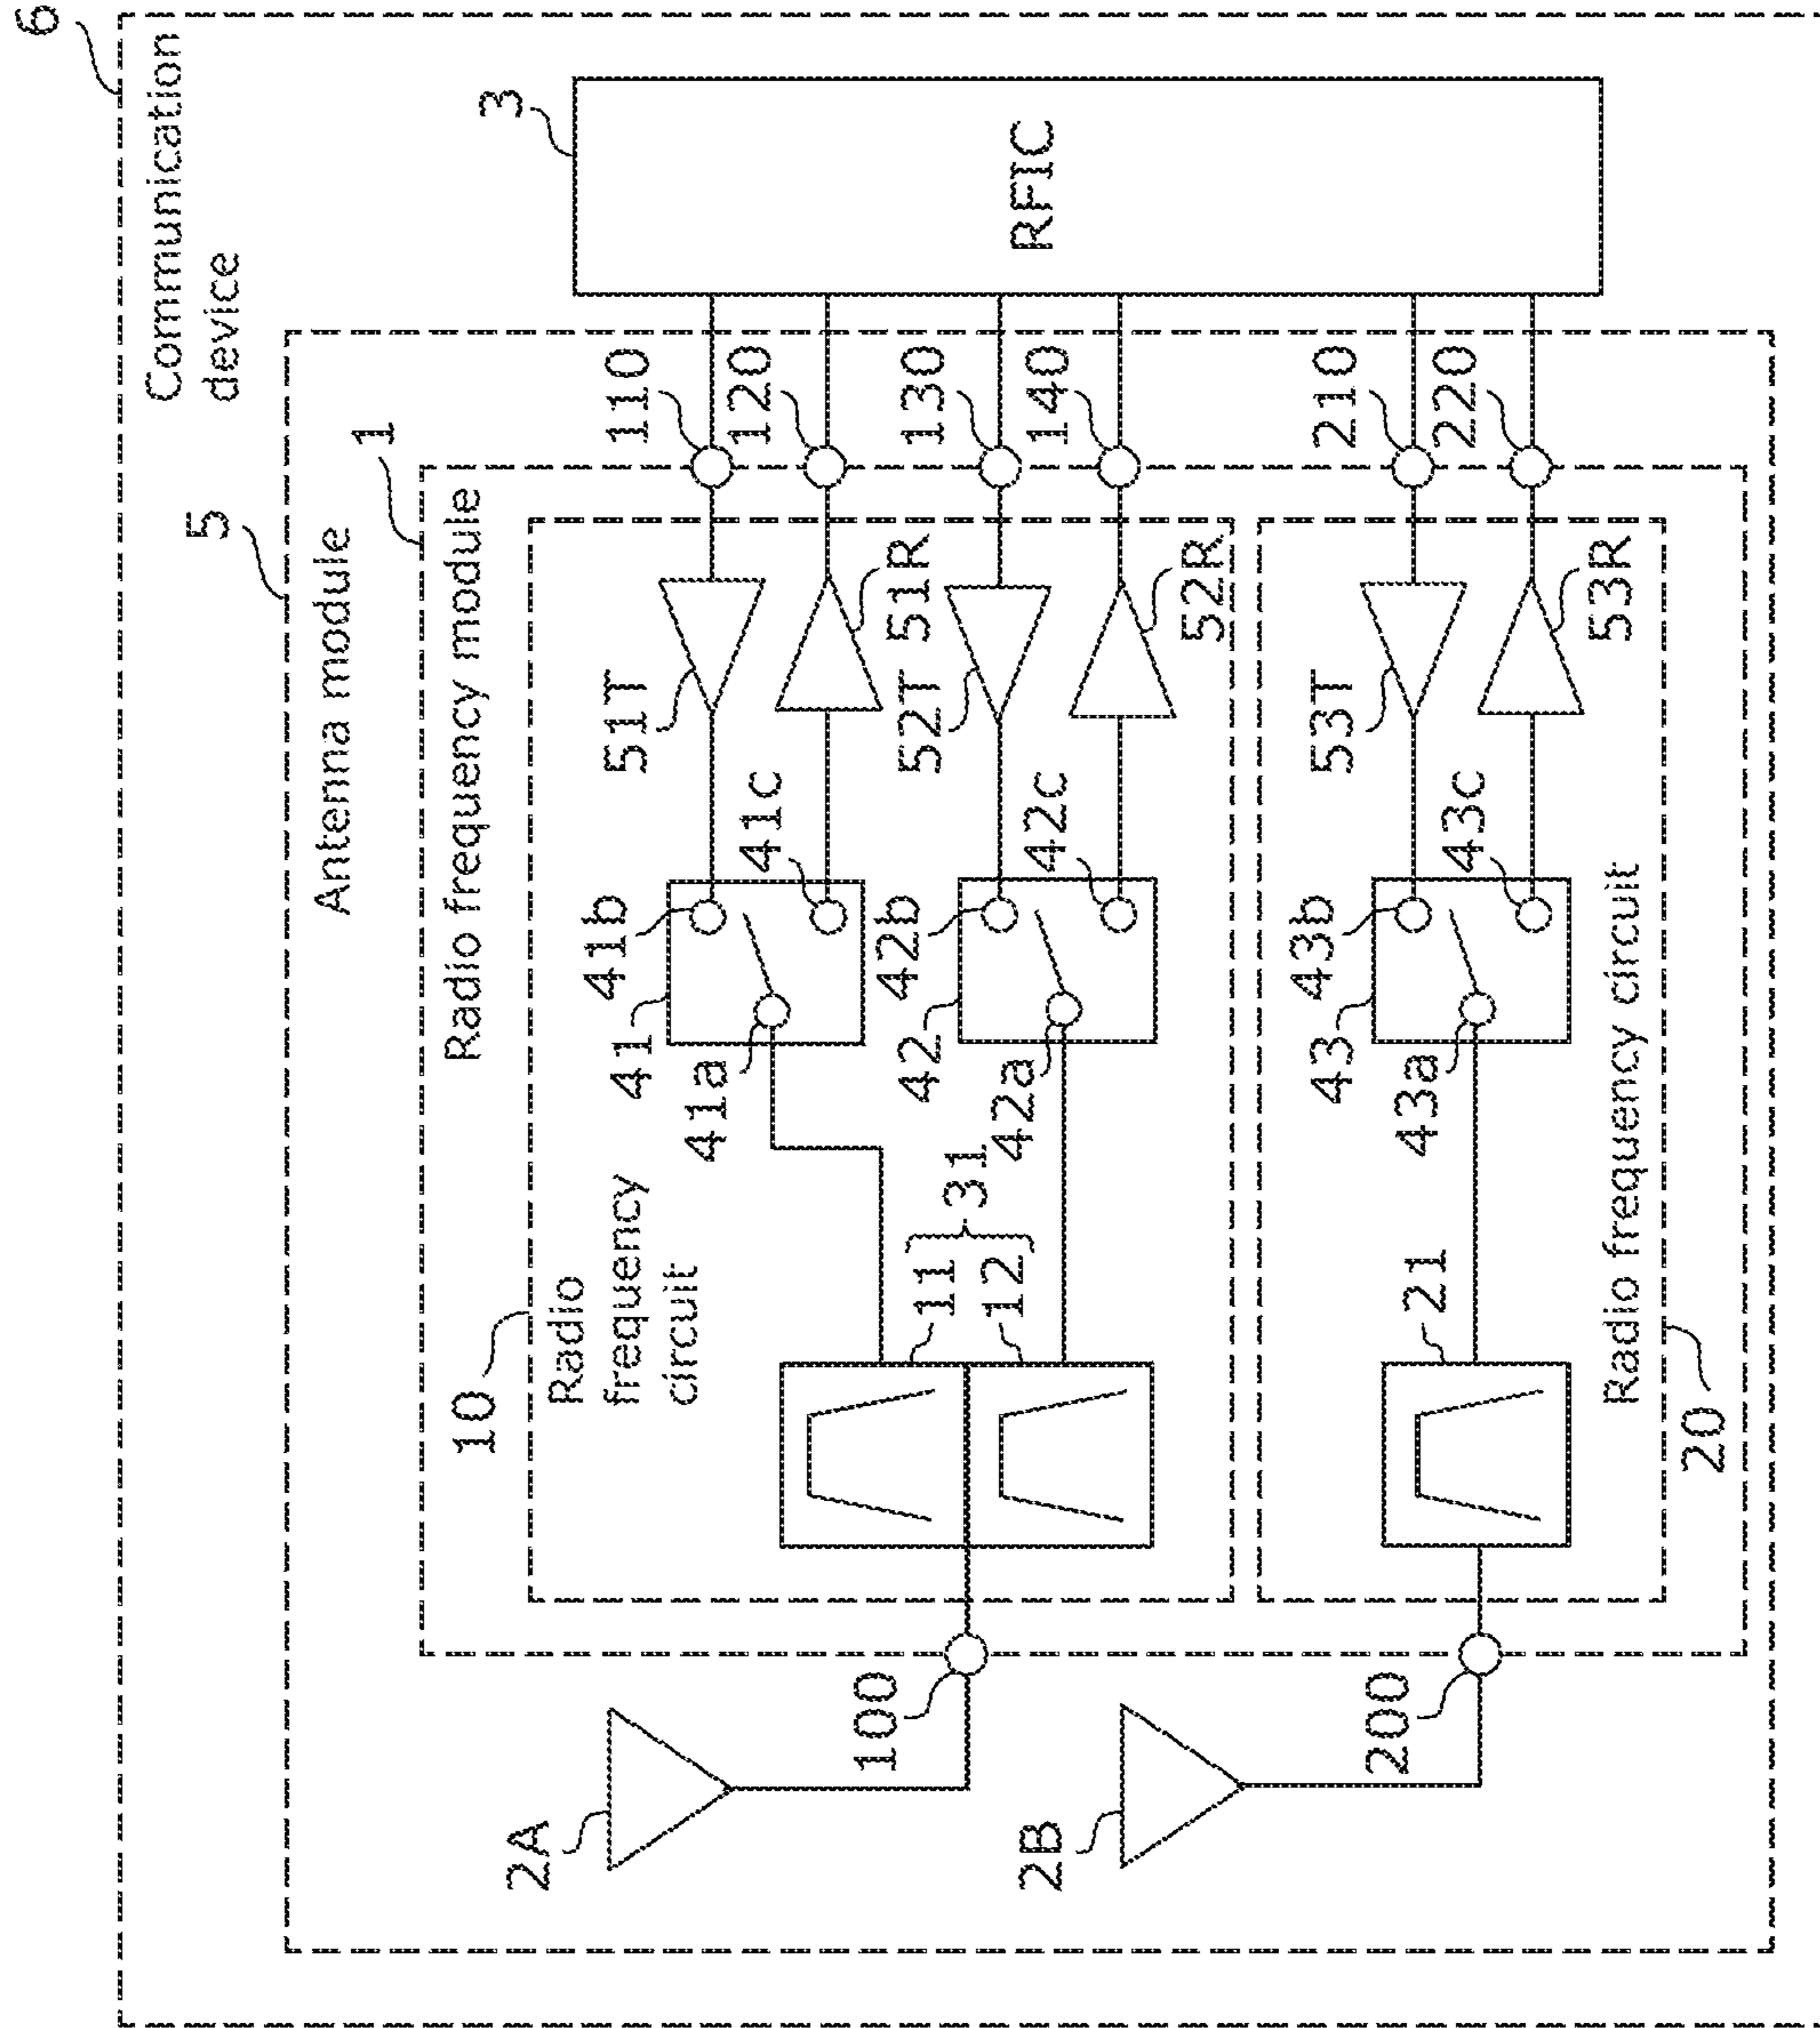 6
Communication
device
5
Antenna module
1
Radio frequency module
10
Radio
frequency
circuit
3
RFIC
2A
100
11
12
31
41
41a
41b
41c
51T
51R
110
120
42
42a
42b
42c
52T
52R
130
140
2B
200
21
43
43a
43b
43c
53T
53R
210
220
Radio frequency circuit
20